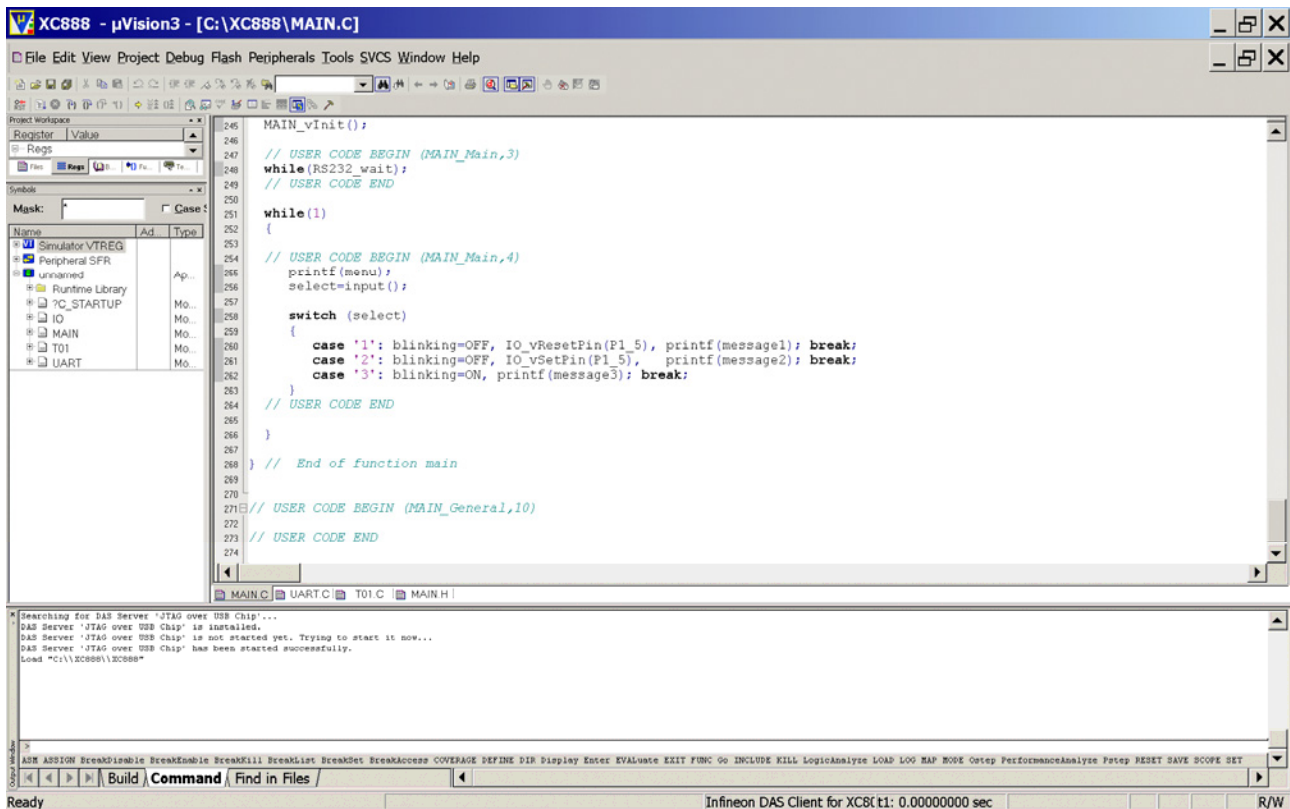 XC888 - µVision3 - [C:\XC888\MAIN.C]
File Edit View Project Debug Flash Peripherals Tools SVCS Window Help
Project Workspace
Register Value
Regs
Files Regs B... Fu... Te...
Symbols
Mask: * Case S
Name Ad... Type
Simulator VTREG
Peripheral SFR
unnamed Ap...
Runtime Library
?C_STARTUP Mo...
IO Mo...
MAIN Mo...
T01 Mo...
UART Mo...
245 MAIN_vInit();
246
247 // USER CODE BEGIN (MAIN_Main,3)
248 while(RS232_wait);
249 // USER CODE END
250
251 while(1)
252 {
253
254 // USER CODE BEGIN (MAIN_Main,4)
255 printf(menu);
256 select=input();
257
258 switch (select)
259 {
260 case '1': blinking=OFF, IO_vResetPin(P1_5), printf(message1); break;
261 case '2': blinking=OFF, IO_vSetPin(P1_5), printf(message2); break;
262 case '3': blinking=ON, printf(message3); break;
263 }
264 // USER CODE END
265
266 }
267
268 } // End of function main
269
270
271 // USER CODE BEGIN (MAIN_General,10)
272
273 // USER CODE END
274
MAIN.C UART.C T01.C MAIN.H
Searching for DAS Server 'JTAG over USB Chip'...
DAS Server 'JTAG over USB Chip' is installed.
DAS Server 'JTAG over USB Chip' is not started yet. Trying to start it now...
DAS Server 'JTAG over USB Chip' has been started successfully.
Load "C:\\XC888\\XC888"
>
ASM ASSIGN BreakDisable BreakEnable BreakKill BreakList BreakSet BreakAccess COVERAGE DEFINE DIR Display Enter EVALuate EXIT FUNC Go INCLUDE KILL LogicAnalyze LOAD LOG MAP MODE Ostep PerformanceAnalyze Pstep RESET SAVE SCOPE SET
Output Window
Build Command Find in Files
Ready Infineon DAS Client for XC80 t1: 0.00000000 sec R/W